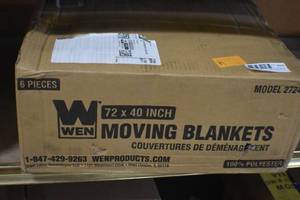 6 PIECES
MODEL 2724
W
WEN
72 x 40 INCH
MOVING BLANKETS
COUVERTURES DE DÉMÉNAGEMENT
1-847-429-9263 WENPRODUCTS.COM
100% POLYESTER